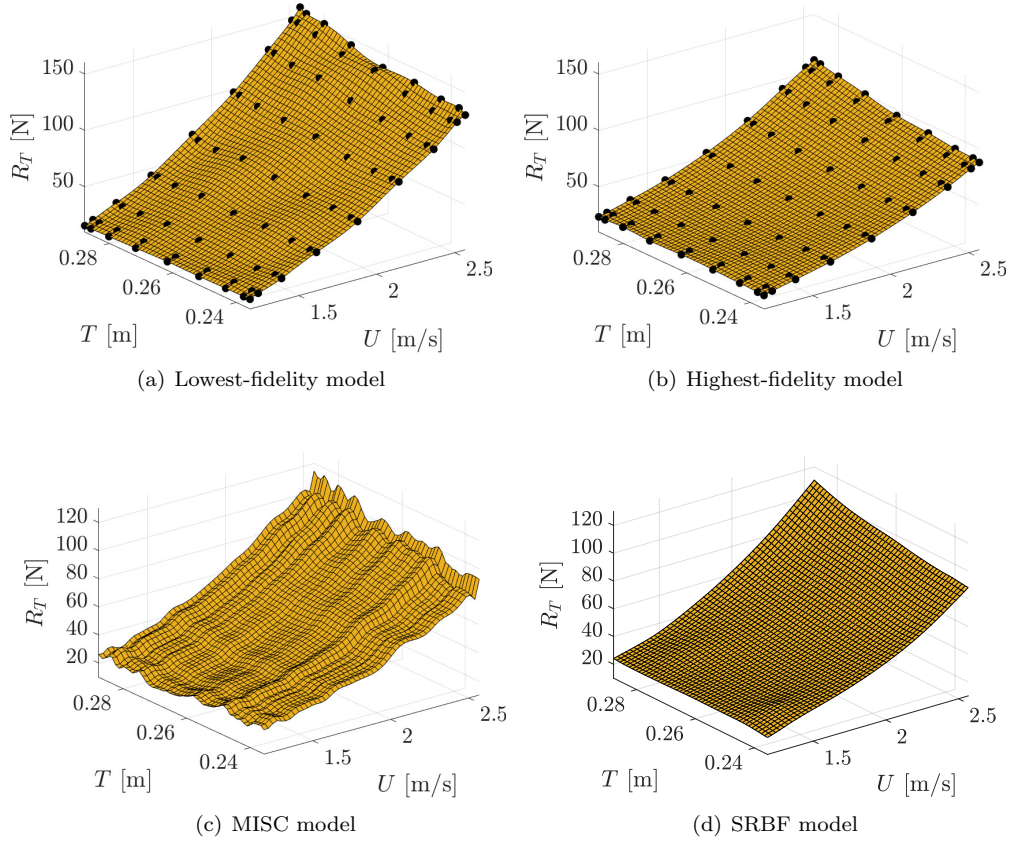 150
100
50
R_T [N]
0.28
0.26
0.24
T [m]
1.5
2
2.5
U [m/s]
(a) Lowest-fidelity model
150
100
50
R_T [N]
0.28
0.26
0.24
T [m]
1.5
2
2.5
U [m/s]
(b) Highest-fidelity model
120
100
80
60
40
20
R_T [N]
0.28
0.26
0.24
T [m]
1.5
2
2.5
U [m/s]
(c) MISC model
120
100
80
60
40
20
R_T [N]
0.28
0.26
0.24
T [m]
1.5
2
2.5
U [m/s]
(d) SRBF model